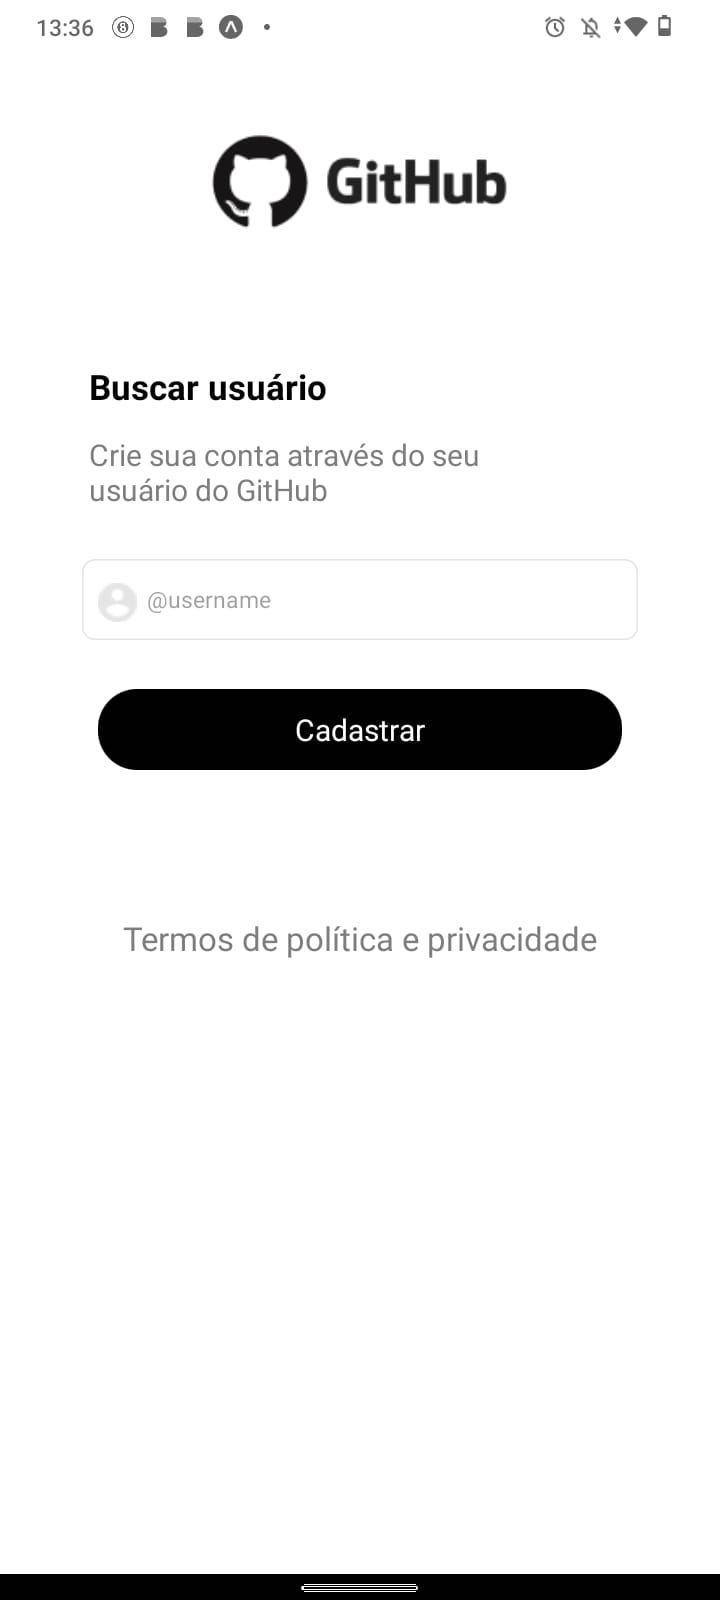 13:36
GitHub
Buscar usuário
Crie sua conta através do seu
usuário do GitHub
@username
Cadastrar
Termos de política e privacidade